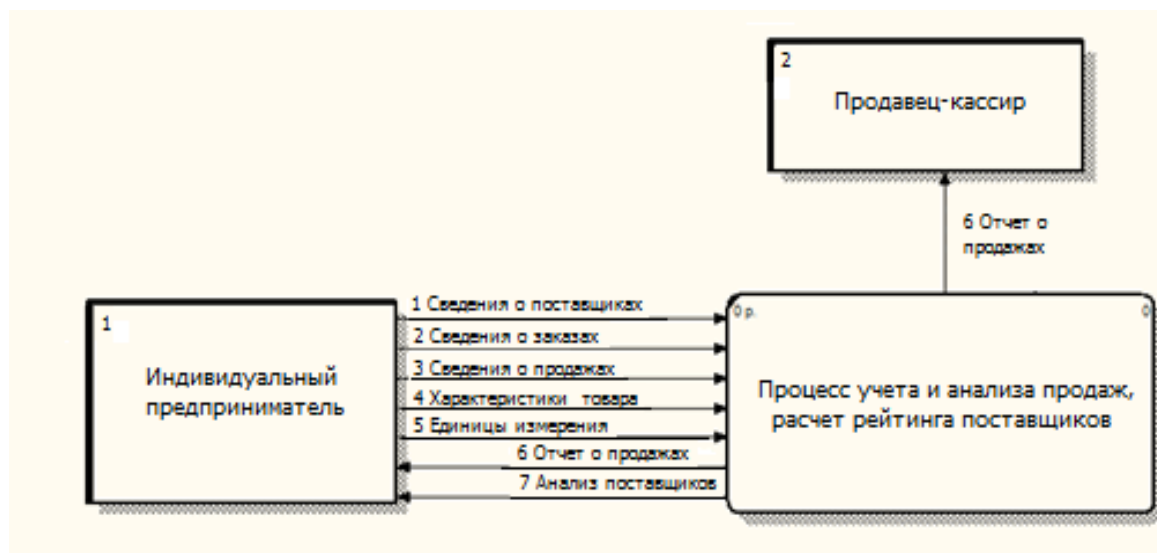 2
Продавец-кассир
6 Отчет о
продажах
1
Индивидуальный
предприниматель
1 Сведения о поставщиках
2 Сведения о заказах
3 Сведения о продажах
4 Характеристики товара
5 Единицы измерения
6 Отчет о продажах
7 Анализ поставщиков
0 р.
0
Процесс учета и анализа продаж,
расчет рейтинга поставщиков